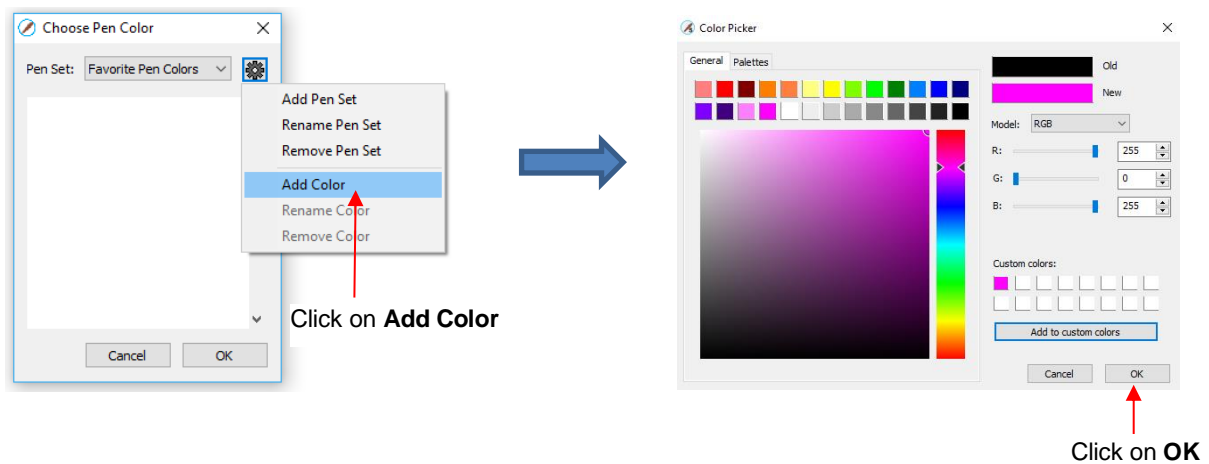 Choose Pen Color
Pen Set: Favorite Pen Colors
Add Pen Set
Rename Pen Set
Remove Pen Set
Add Color
Rename Color
Remove Color
Cancel OK
Click on Add Color
Color Picker
General Palettes
Old
New
Model: RGB
R: 255
G: 0
B: 255
Custom colors:
Add to custom colors
Cancel OK
Click on OK